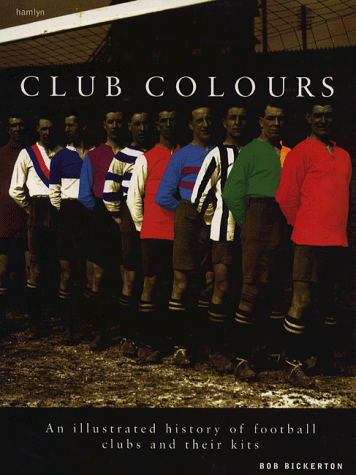 hamlyn
CLUB COLOURS
An illustrated history of football
clubs and their kits
BOB BICKERTON